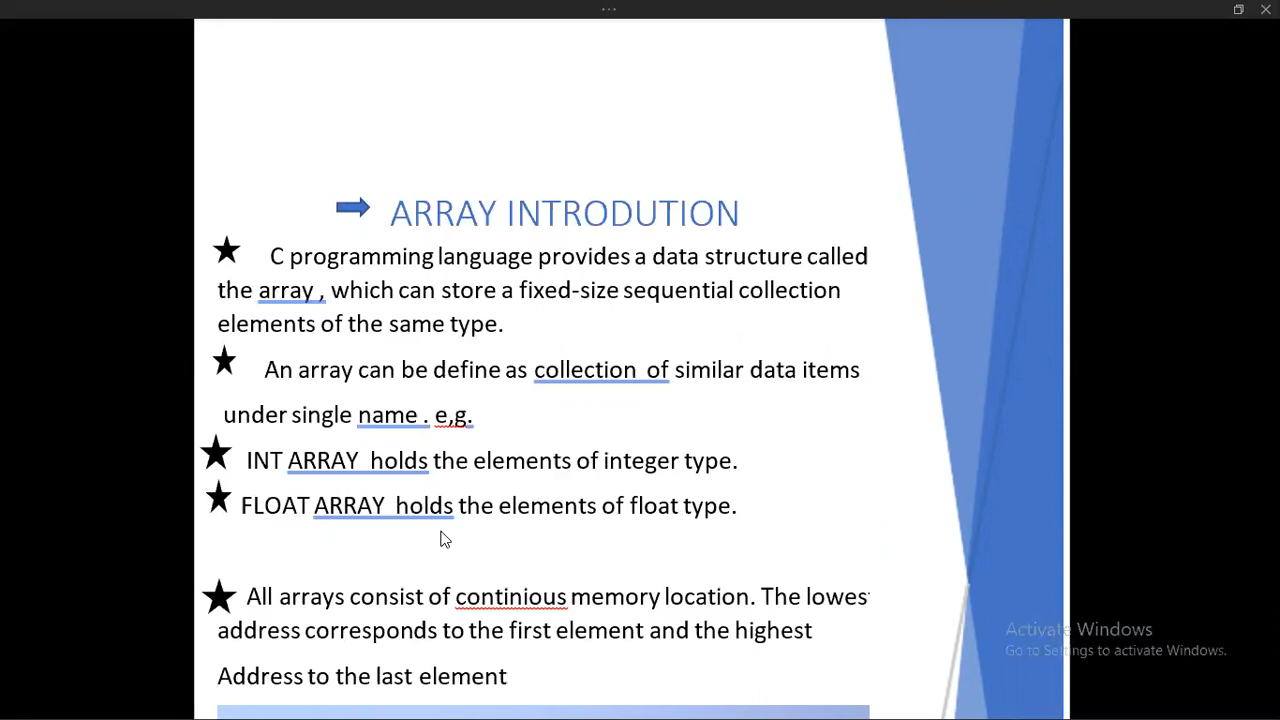 ARRAY INTRODUTION
C programming language provides a data structure called
the array , which can store a fixed-size sequential collection
elements of the same type.
An array can be define as collection of similar data items
under single name . e,g.
INT ARRAY holds the elements of integer type.
FLOAT ARRAY holds the elements of float type.
All arrays consist of continious memory location. The lowes
address corresponds to the first element and the highest
Address to the last element
Activate Windows
Go to Settings to activate Windows.